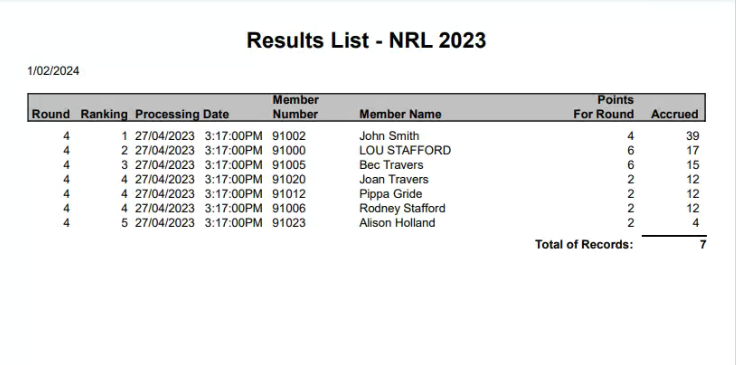 Results List - NRL 2023
1/02/2024
Member Points
Round Ranking Processing Date Number Member Name For Round Accrued
4 1 27/04/2023 3:17:00PM 91002 John Smith 4 39
4 2 27/04/2023 3:17:00PM 91000 LOU STAFFORD 6 17
4 3 27/04/2023 3:17:00PM 91005 Bec Travers 6 15
4 4 27/04/2023 3:17:00PM 91020 Joan Travers 2 12
4 4 27/04/2023 3:17:00PM 91012 Pippa Gride 2 12
4 4 27/04/2023 3:17:00PM 91006 Rodney Stafford 2 12
4 5 27/04/2023 3:17:00PM 91023 Alison Holland 2 4
Total of Records: 7